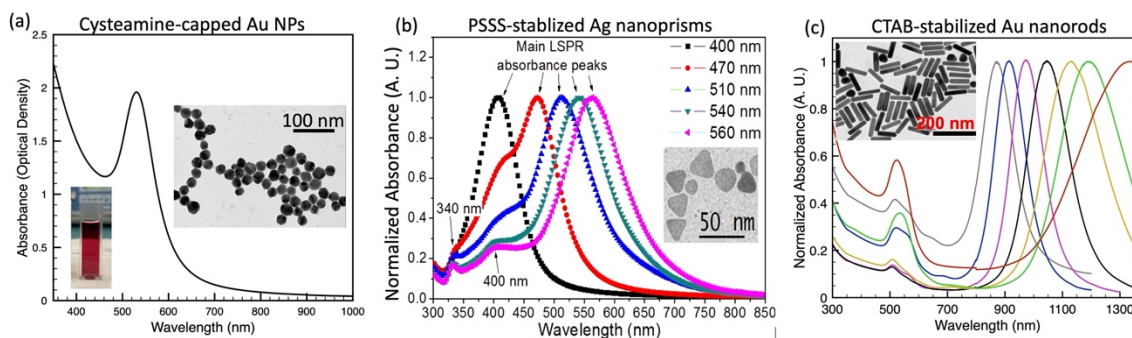 (a)
Cysteamine-capped Au NPs
Absorbance (Optical Density)
2.5
2
1.5
1
0.5
0
100 nm
400 500 600 700 800 900 1000
Wavelength (nm)
(b)
PSSS-stablized Ag nanoprisms
Normalized Absorbance (A. U.)
1.0
0.8
0.6
0.4
0.2
0.0
Main LSPR
absorbance peaks
400 nm
470 nm
510 nm
540 nm
560 nm
340 nm
400 nm
50 nm
300 350 400 450 500 550 600 650 700 750 800 850
Wavelength (nm)
(c)
CTAB-stabilized Au nanorods
Normalized Absorbance (A. U.)
1
0.8
0.6
0.4
0.2
0
200 nm
300 500 700 900 1100 1300
Wavelength (nm)